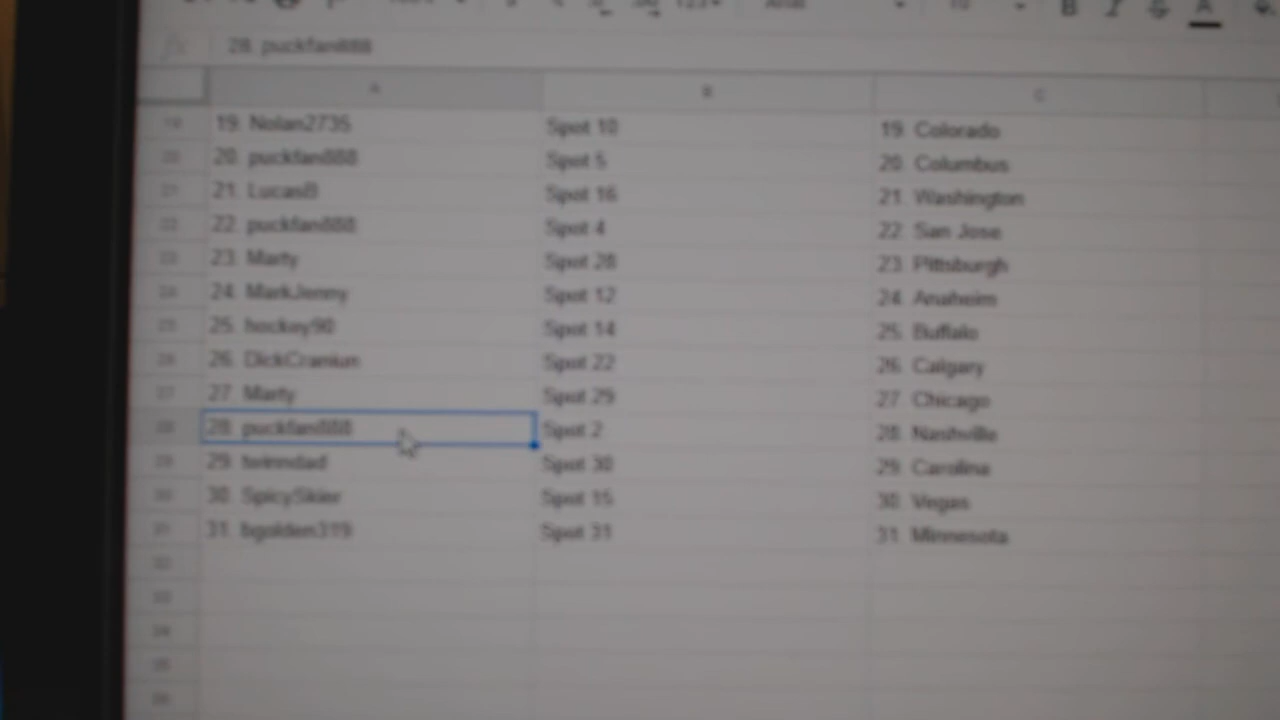 28. puckfan888
A B C
19. Nolan2735 Spot 10 19. Colorado
20. puckfan888 Spot 5 20. Columbus
21. LucasB Spot 16 21. Washington
22. puckfan888 Spot 4 22. San Jose
23. Marty Spot 28 23. Pittsburgh
24. MarkJenny Spot 12 24. Anaheim
25. hockey90 Spot 14 25. Buffalo
26. DickCramiun Spot 22 26. Calgary
27. Marty Spot 29 27. Chicago
28. puckfan888 Spot 2 28. Nashville
29. twinndad Spot 30 29. Carolina
30. SpicySkier Spot 15 30. Vegas
31. bgolden319 Spot 31 31. Minnesota